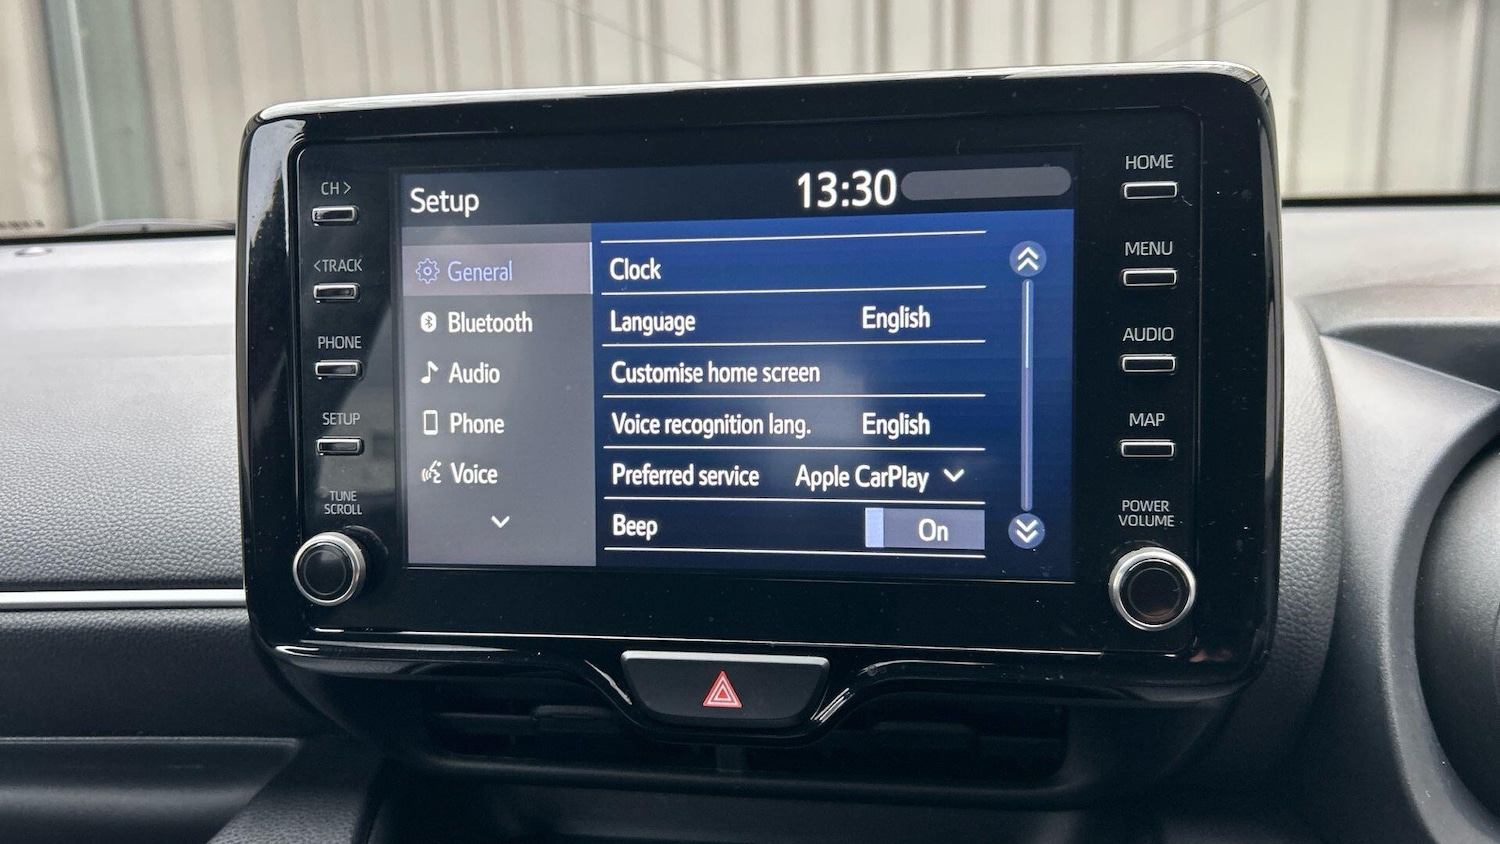 CH >
< TRACK
PHONE
SETUP
TUNE
SCROLL
Setup
13:30
General
Bluetooth
Audio
Phone
Voice
Clock
Language English
Customise home screen
Voice recognition lang. English
Preferred service Apple CarPlay
Beep On
HOME
MENU
AUDIO
MAP
POWER
VOLUME